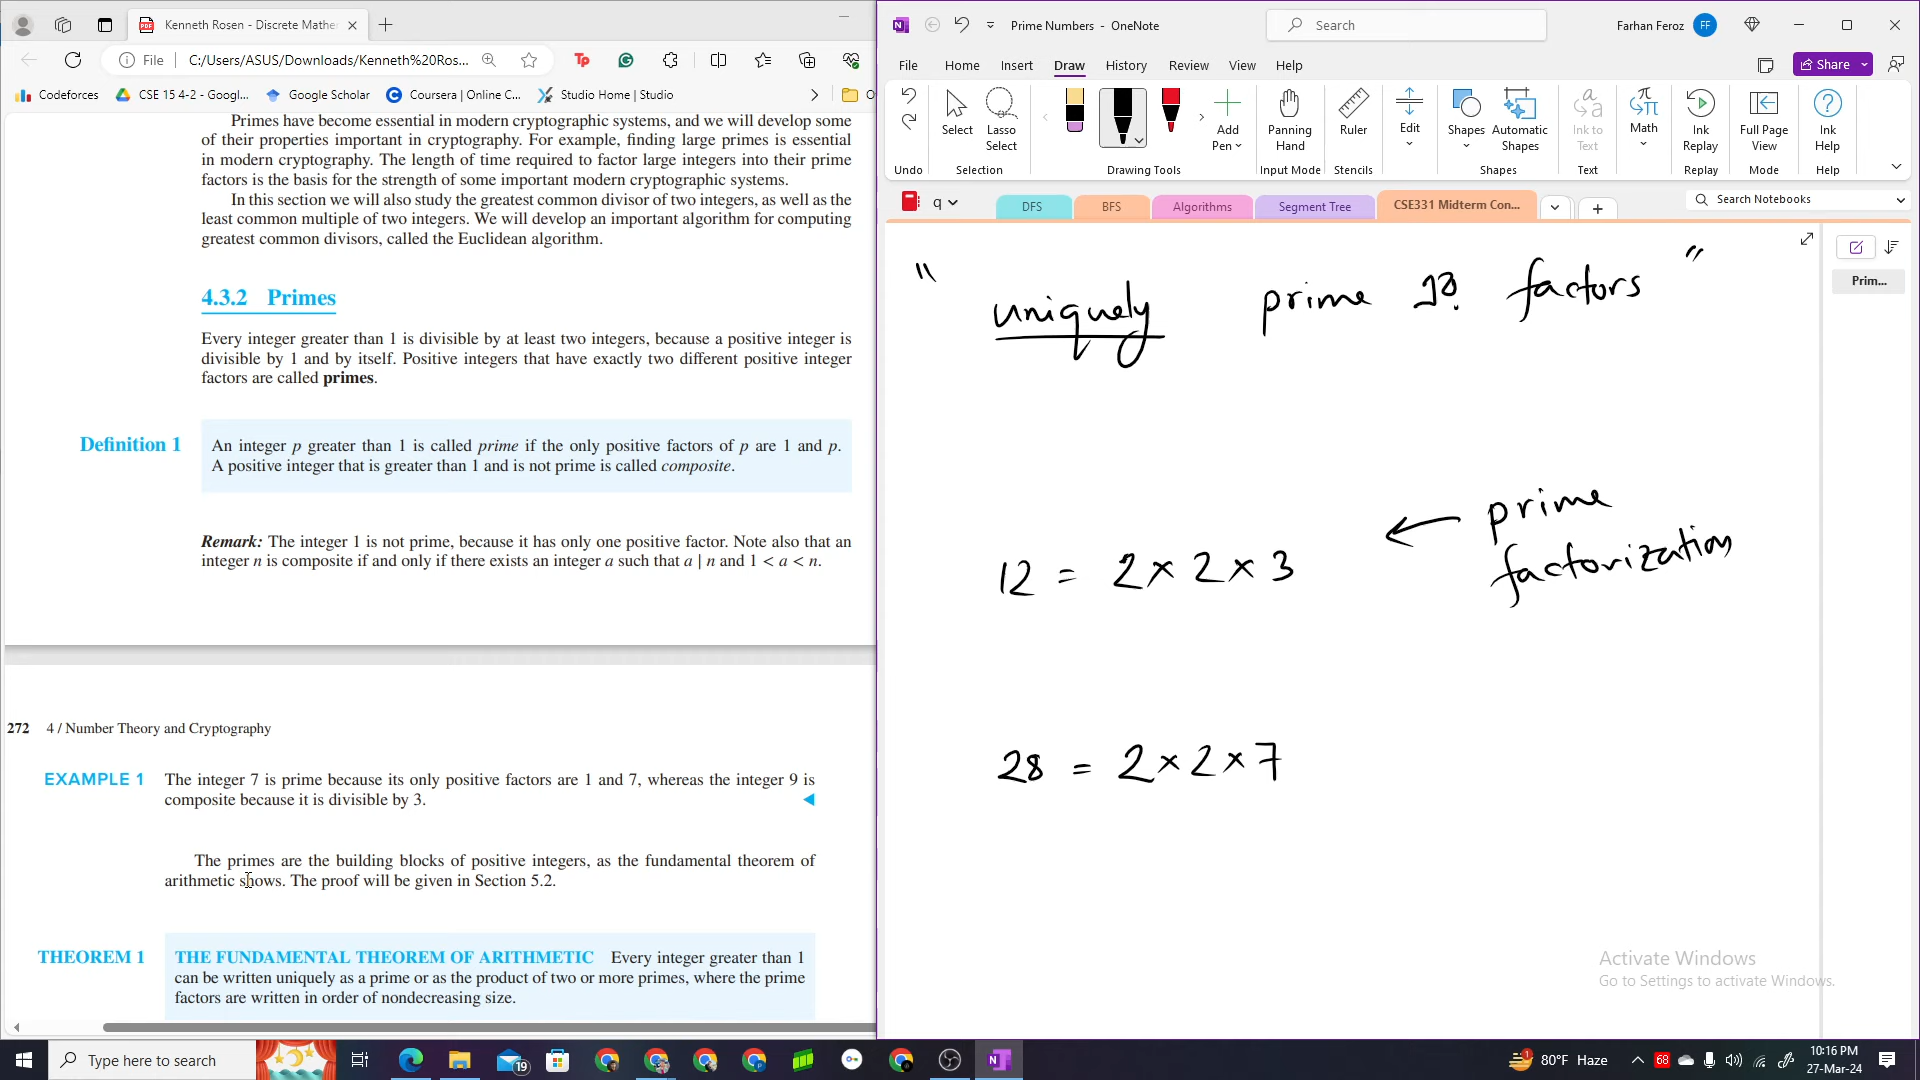 Kenneth Rosen - Discrete Mathe
File C:/Users/ASUS/Downloads/Kenneth%20Ros...
Codeforces CSE 15 4-2 - Googl... Google Scholar Coursera | Online C... Studio Home | Studio
Primes have become essential in modern cryptographic systems, and we will develop some
of their properties important in cryptography. For example, finding large primes is essential
in modern cryptography. The length of time required to factor large integers into their prime
factors is the basis for the strength of some important modern cryptographic systems.
In this section we will also study the greatest common divisor of two integers, as well as the
least common multiple of two integers. We will develop an important algorithm for computing
greatest common divisors, called the Euclidean algorithm.
4.3.2 Primes
Every integer greater than 1 is divisible by at least two integers, because a positive integer is
divisible by 1 and by itself. Positive integers that have exactly two different positive integer
factors are called primes.
Definition 1
An integer p greater than 1 is called prime if the only positive factors of p are 1 and p.
A positive integer that is greater than 1 and is not prime is called composite.
Remark: The integer 1 is not prime, because it has only one positive factor. Note also that an
integer n is composite if and only if there exists an integer a such that a | n and 1 < a < n.
272 4 / Number Theory and Cryptography
EXAMPLE 1 The integer 7 is prime because its only positive factors are 1 and 7, whereas the integer 9 is
composite because it is divisible by 3.
The primes are the building blocks of positive integers, as the fundamental theorem of
arithmetic shows. The proof will be given in Section 5.2.
THEOREM 1 THE FUNDAMENTAL THEOREM OF ARITHMETIC Every integer greater than 1
can be written uniquely as a prime or as the product of two or more primes, where the prime
factors are written in order of nondecreasing size.
Prime Numbers - OneNote
Search
Farhan Feroz FF
File Home Insert Draw History Review View Help
Share
Select
Lasso
Select
Add
Pen
Panning
Hand
Ruler
Edit
Shapes
Automatic
Shapes
Ink to
Text
Math
Ink
Replay
Full Page
View
Ink
Help
Undo Selection Drawing Tools Input Mode Stencils Shapes Text Replay Mode Help
q DFS BFS Algorithms Segment Tree CSE331 Midterm Con... + Search Notebooks
Prim...
" uniquely prime factors "
12 = 2 × 2 × 3
← prime
factorization
28 = 2 × 2 × 7
Activate Windows
Go to Settings to activate Windows.
Type here to search
19
80°F Haze
68
10:16 PM
27-Mar-24